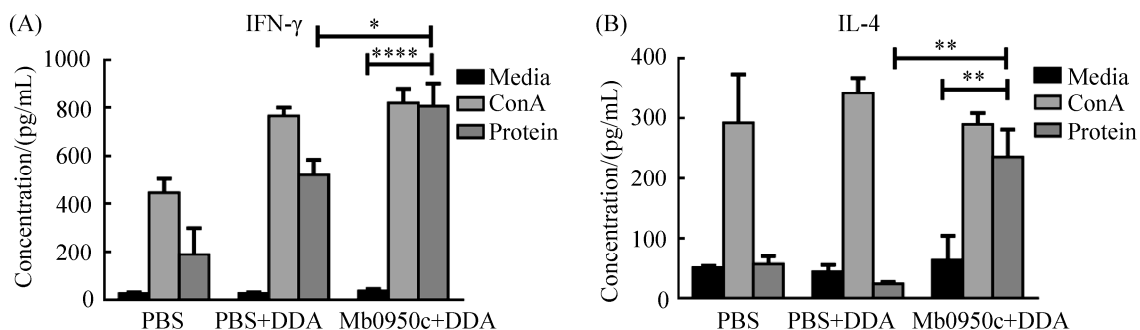 (A)
IFN-γ
Concentration/(pg/mL)
1000
800
600
400
200
0
*
****
Media
ConA
Protein
PBS
PBS+DDA
Mb0950c+DDA
(B)
IL-4
Concentration/(pg/mL)
400
300
200
100
50
0
**
**
Media
ConA
Protein
PBS
PBS+DDA
Mb0950c+DDA